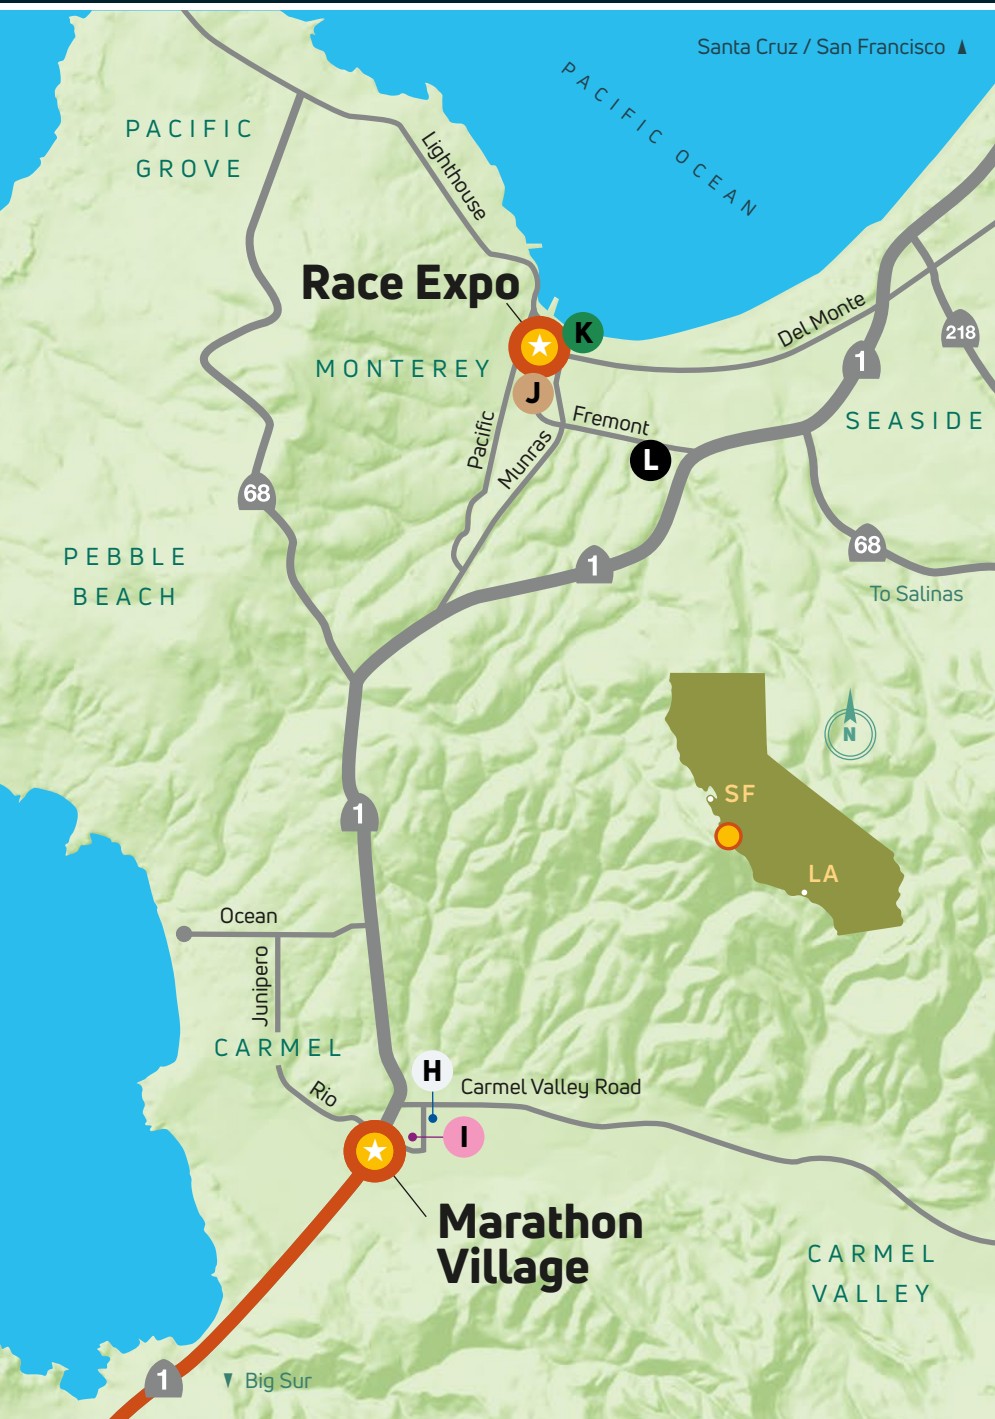 Santa Cruz / San Francisco
PACIFIC OCEAN
PACIFIC
GROVE
Lighthouse
Race Expo
K
Del Monte
218
1
MONTEREY
J
SEASIDE
Fremont
Pacific
Munras
L
68
68
1
PEBBLE
BEACH
To Salinas
N
SF
1
LA
Ocean
Junipero
CARMEL
H
Carmel Valley Road
Rio
I
Marathon
Village
CARMEL
VALLEY
1
Big Sur